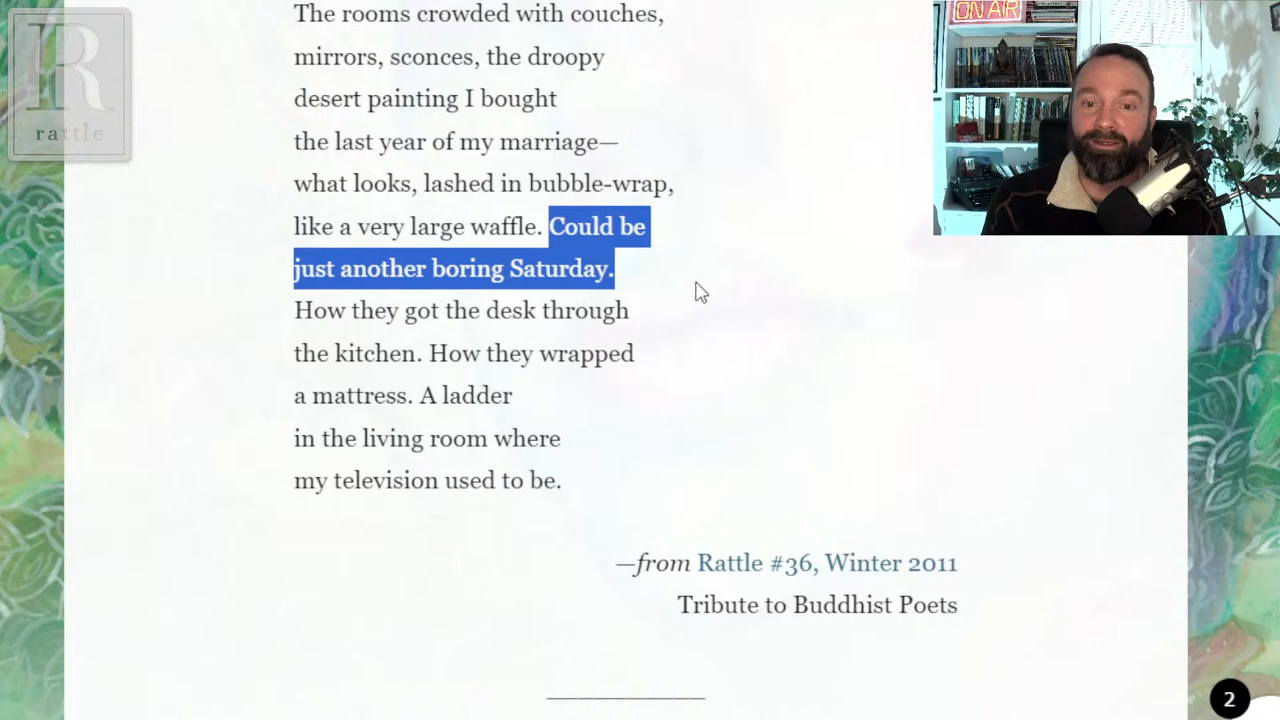 The rooms crowded with couches,
mirrors, sconces, the droopy
desert painting I bought
the last year of my marriage—
what looks, lashed in bubble-wrap,
like a very large waffle. Could be
just another boring Saturday.
How they got the desk through
the kitchen. How they wrapped
a mattress. A ladder
in the living room where
my television used to be.
—from Rattle #36, Winter 2011
Tribute to Buddhist Poets
R
rattle
ON AIR
2